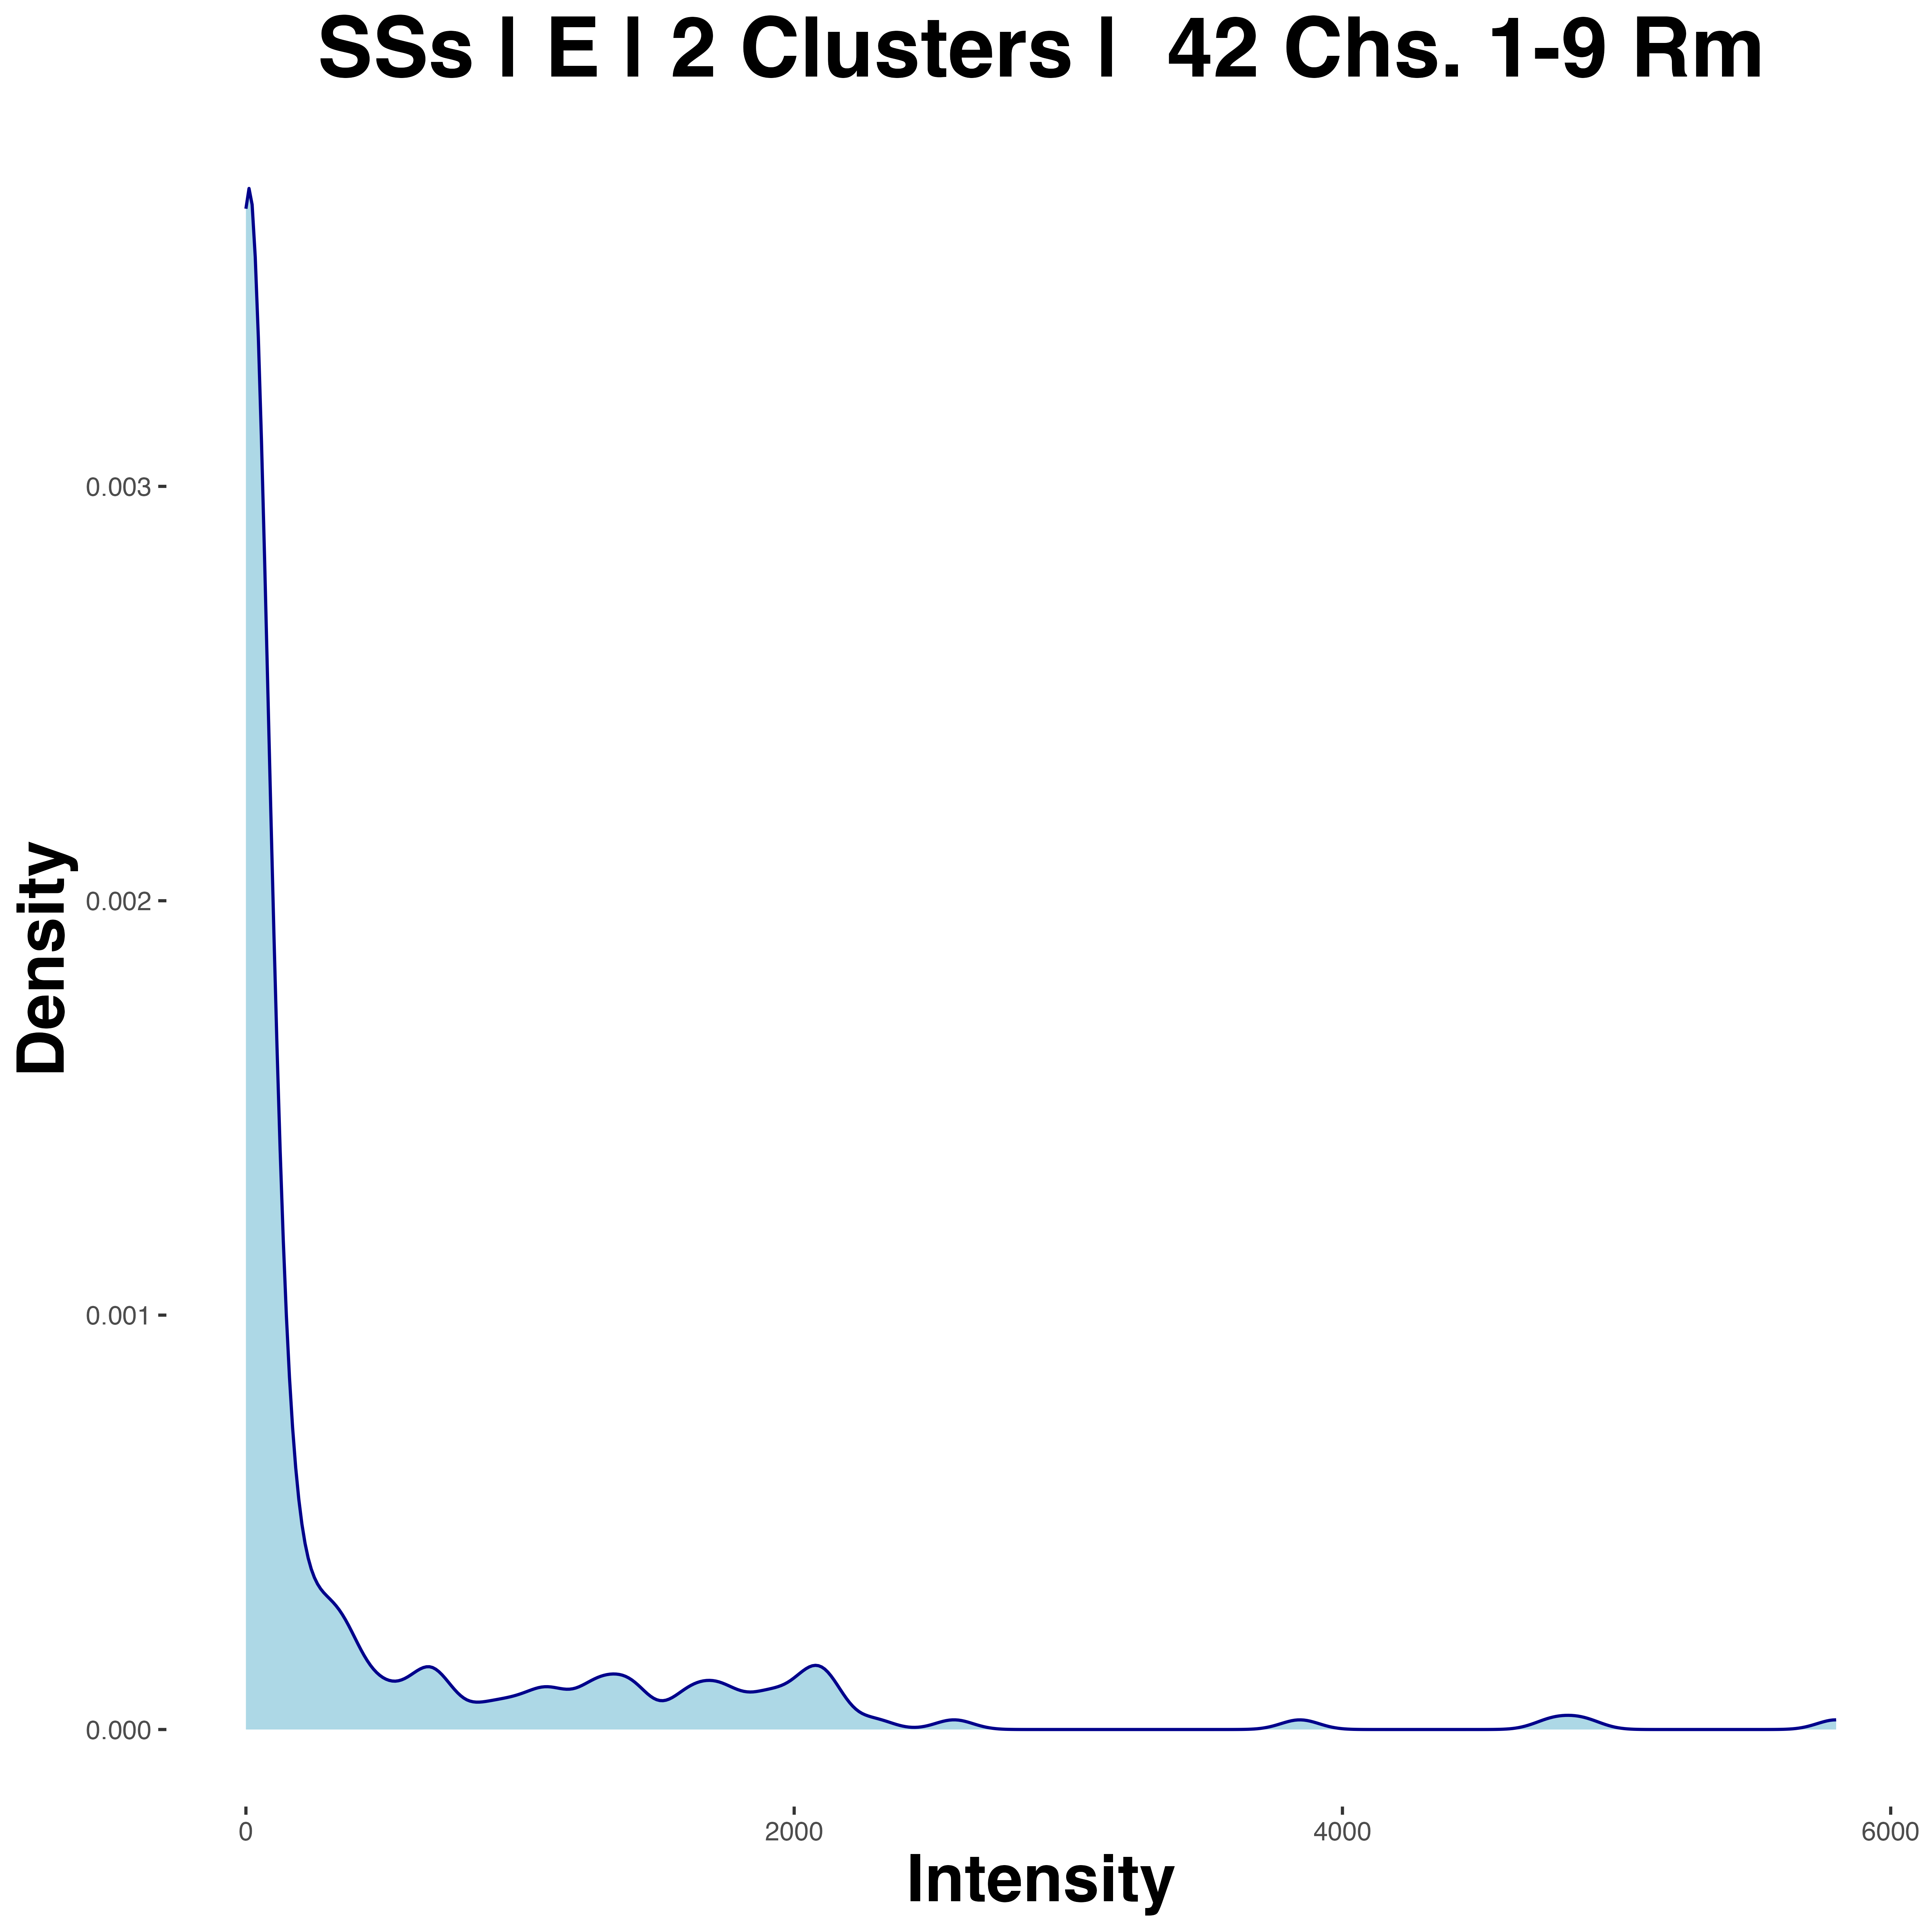 SSs | E | 2 Clusters |  42 Chs. 1-9 Rm
0.003
0.002
0.001
0.000
Density
0 2000 4000 6000
Intensity